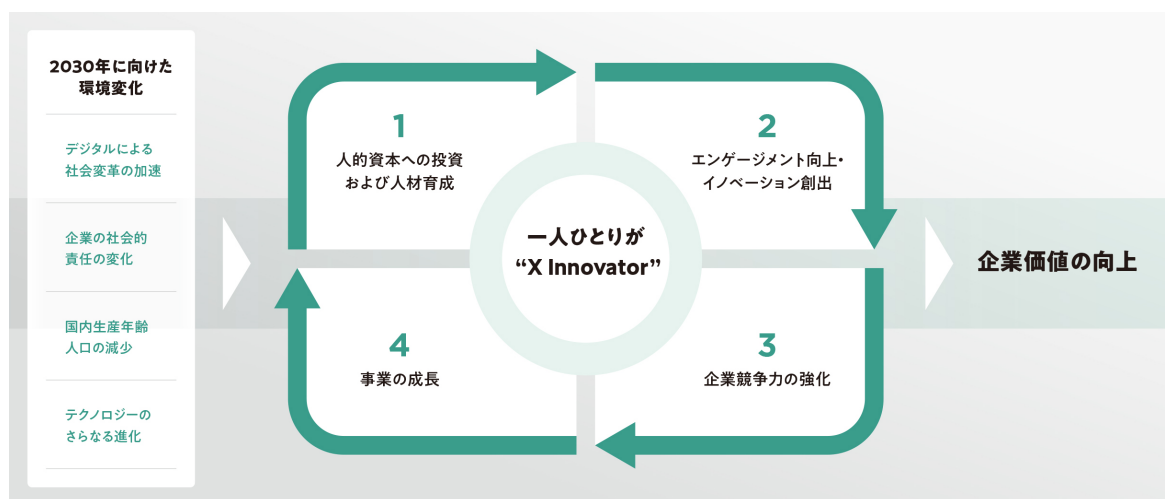 2030年に向けた
環境変化
デジタルによる
社会変革の加速
企業の社会的
責任の変化
国内生産年齢
人口の減少
テクノロジーの
さらなる進化
1
人的資本への投資
および人材育成
2
エンゲージメント向上・
イノベーション創出
一人ひとりが
“X Innovator”
3
企業競争力の強化
4
事業の成長
企業価値の向上